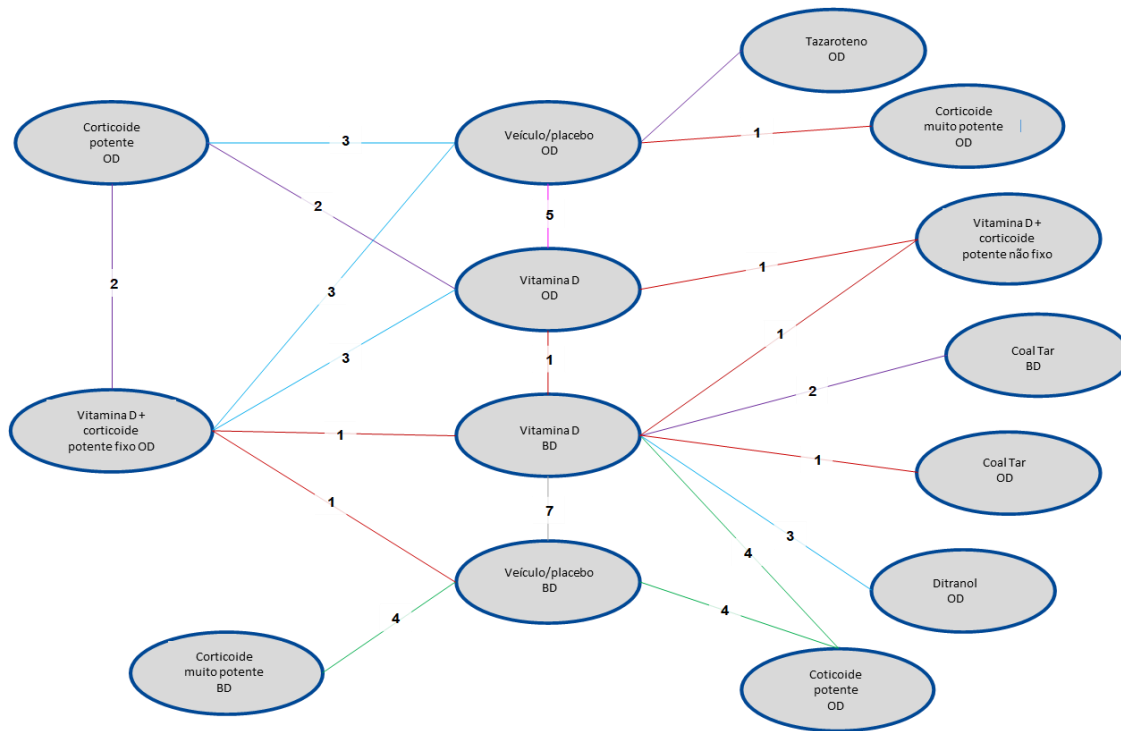 Tazaroteno
OD
Corticoide
muito potente
OD
Corticoide
potente
OD
Veículo/placebo
OD
3
1
2
5
Vitamina D +
corticoide
potente não fixo
2
3
Vitamina D
OD
1
3
1
1
Coal Tar
BD
2
Vitamina D +
corticoide
potente fixo OD
1
Vitamina D
BD
1
Coal Tar
OD
1
7
3
4
Veículo/placebo
BD
Ditranol
OD
4
4
Corticoide
muito potente
BD
Coticoide
potente
OD